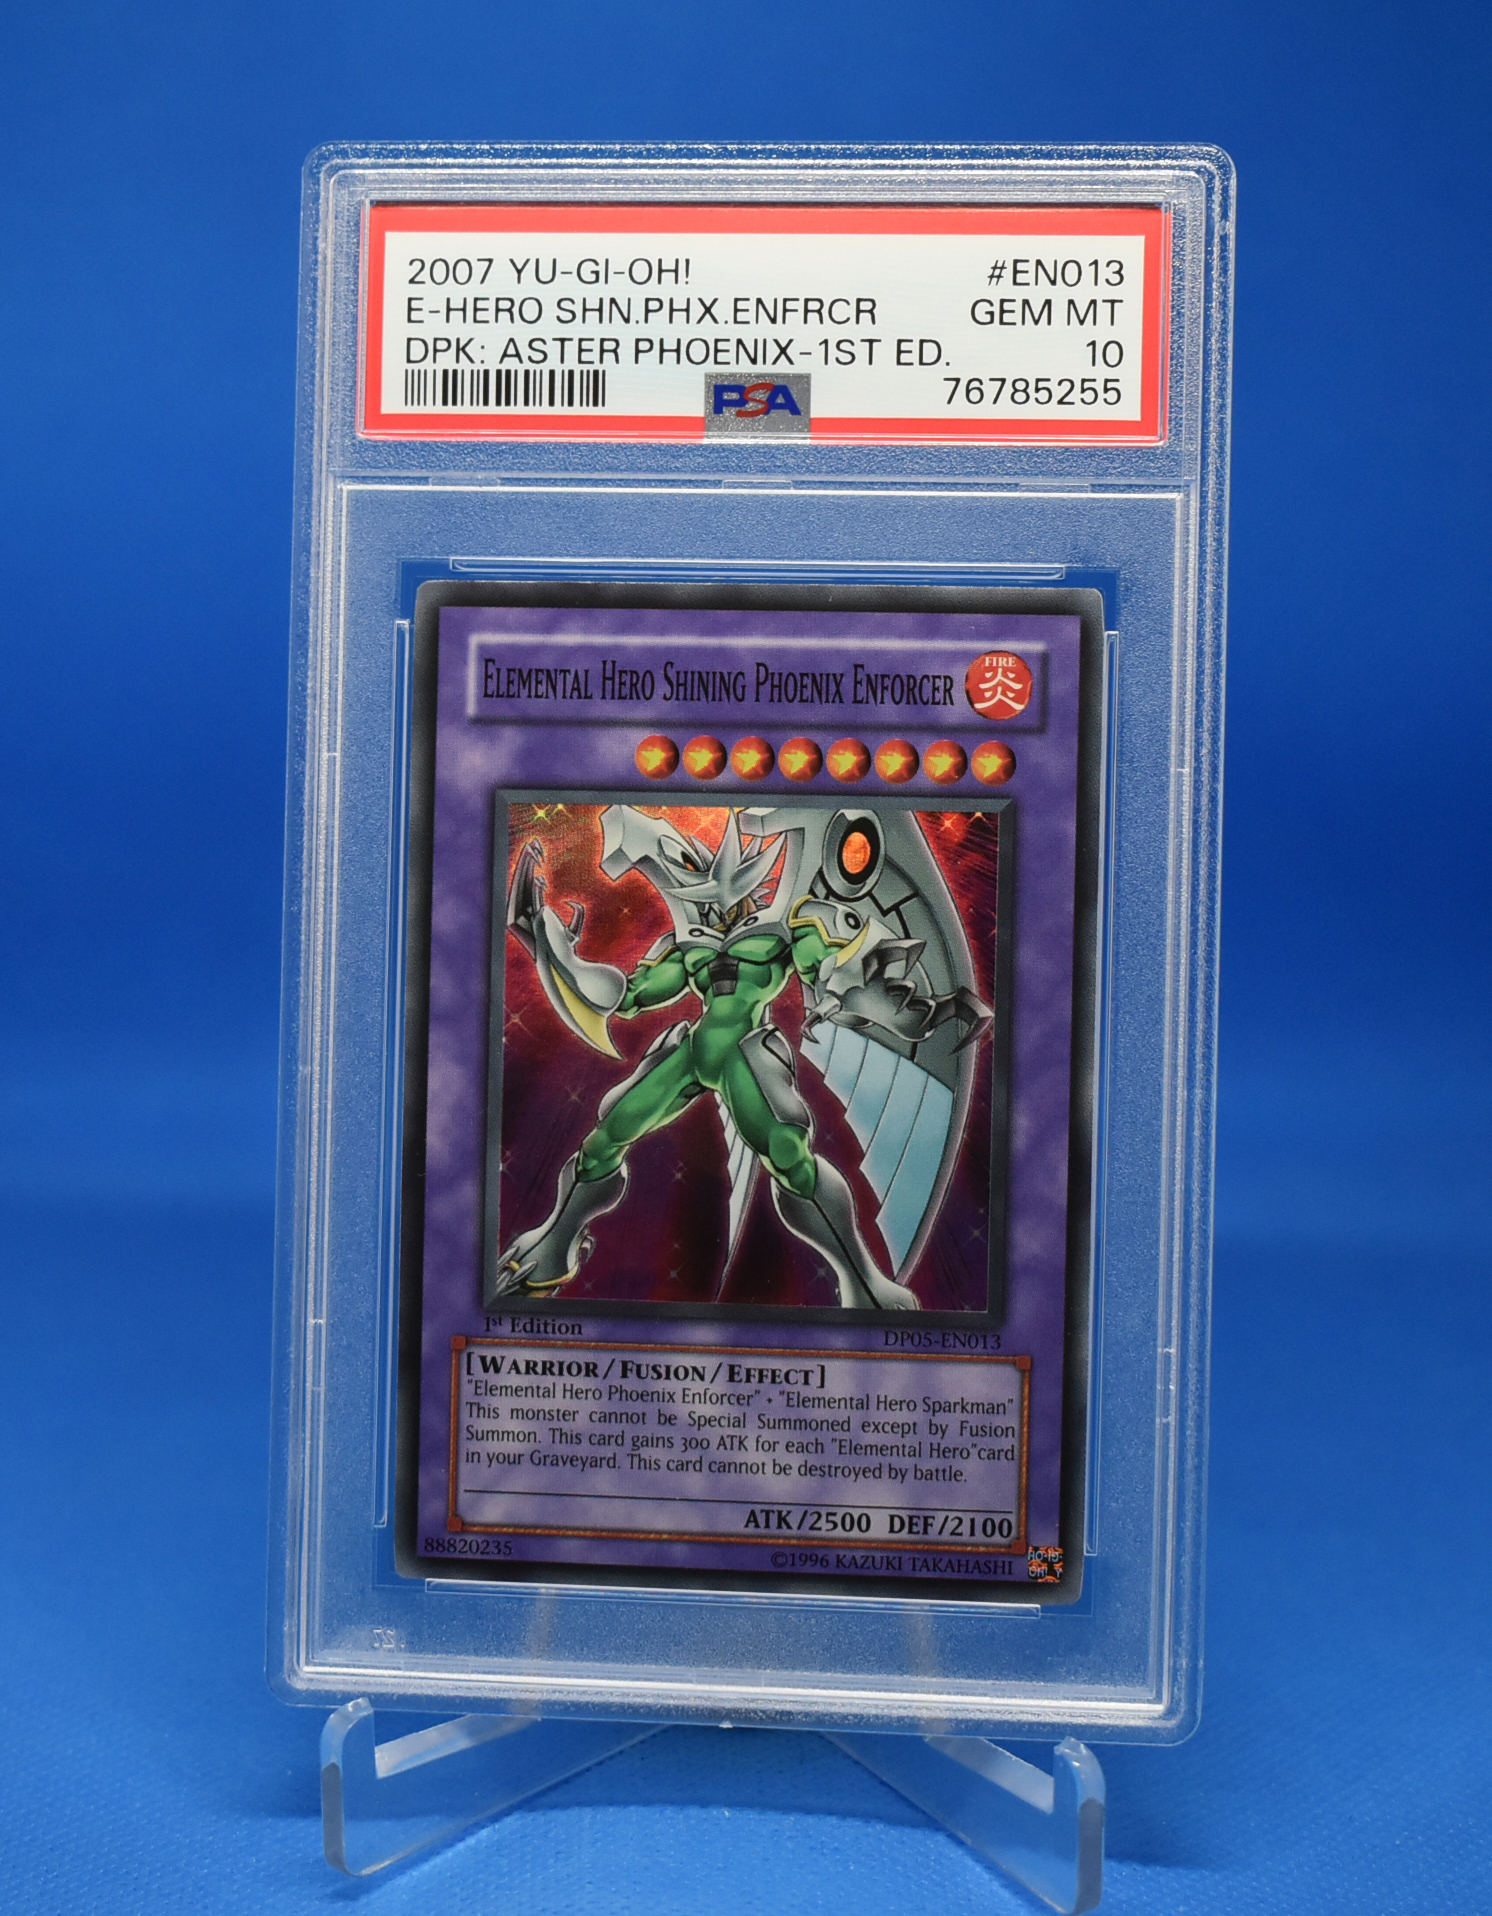 2007 YU-GI-OH! #EN013
E-HERO SHN.PHX.ENFRCR GEM MT
DPK: ASTER PHOENIX-1ST ED. 10
PSA 76785255
ELEMENTAL HERO SHINING PHOENIX ENFORCER
FIRE
炎
1st Edition DP05-EN013
[WARRIOR/FUSION/EFFECT]
"Elemental Hero Phoenix Enforcer" + "Elemental Hero Sparkman"
This monster cannot be Special Summoned except by Fusion
Summon. This card gains 300 ATK for each "Elemental Hero"card
in your Graveyard. This card cannot be destroyed by battle.
ATK/2500 DEF/2100
88820235 ©1996 KAZUKI TAKAHASHI